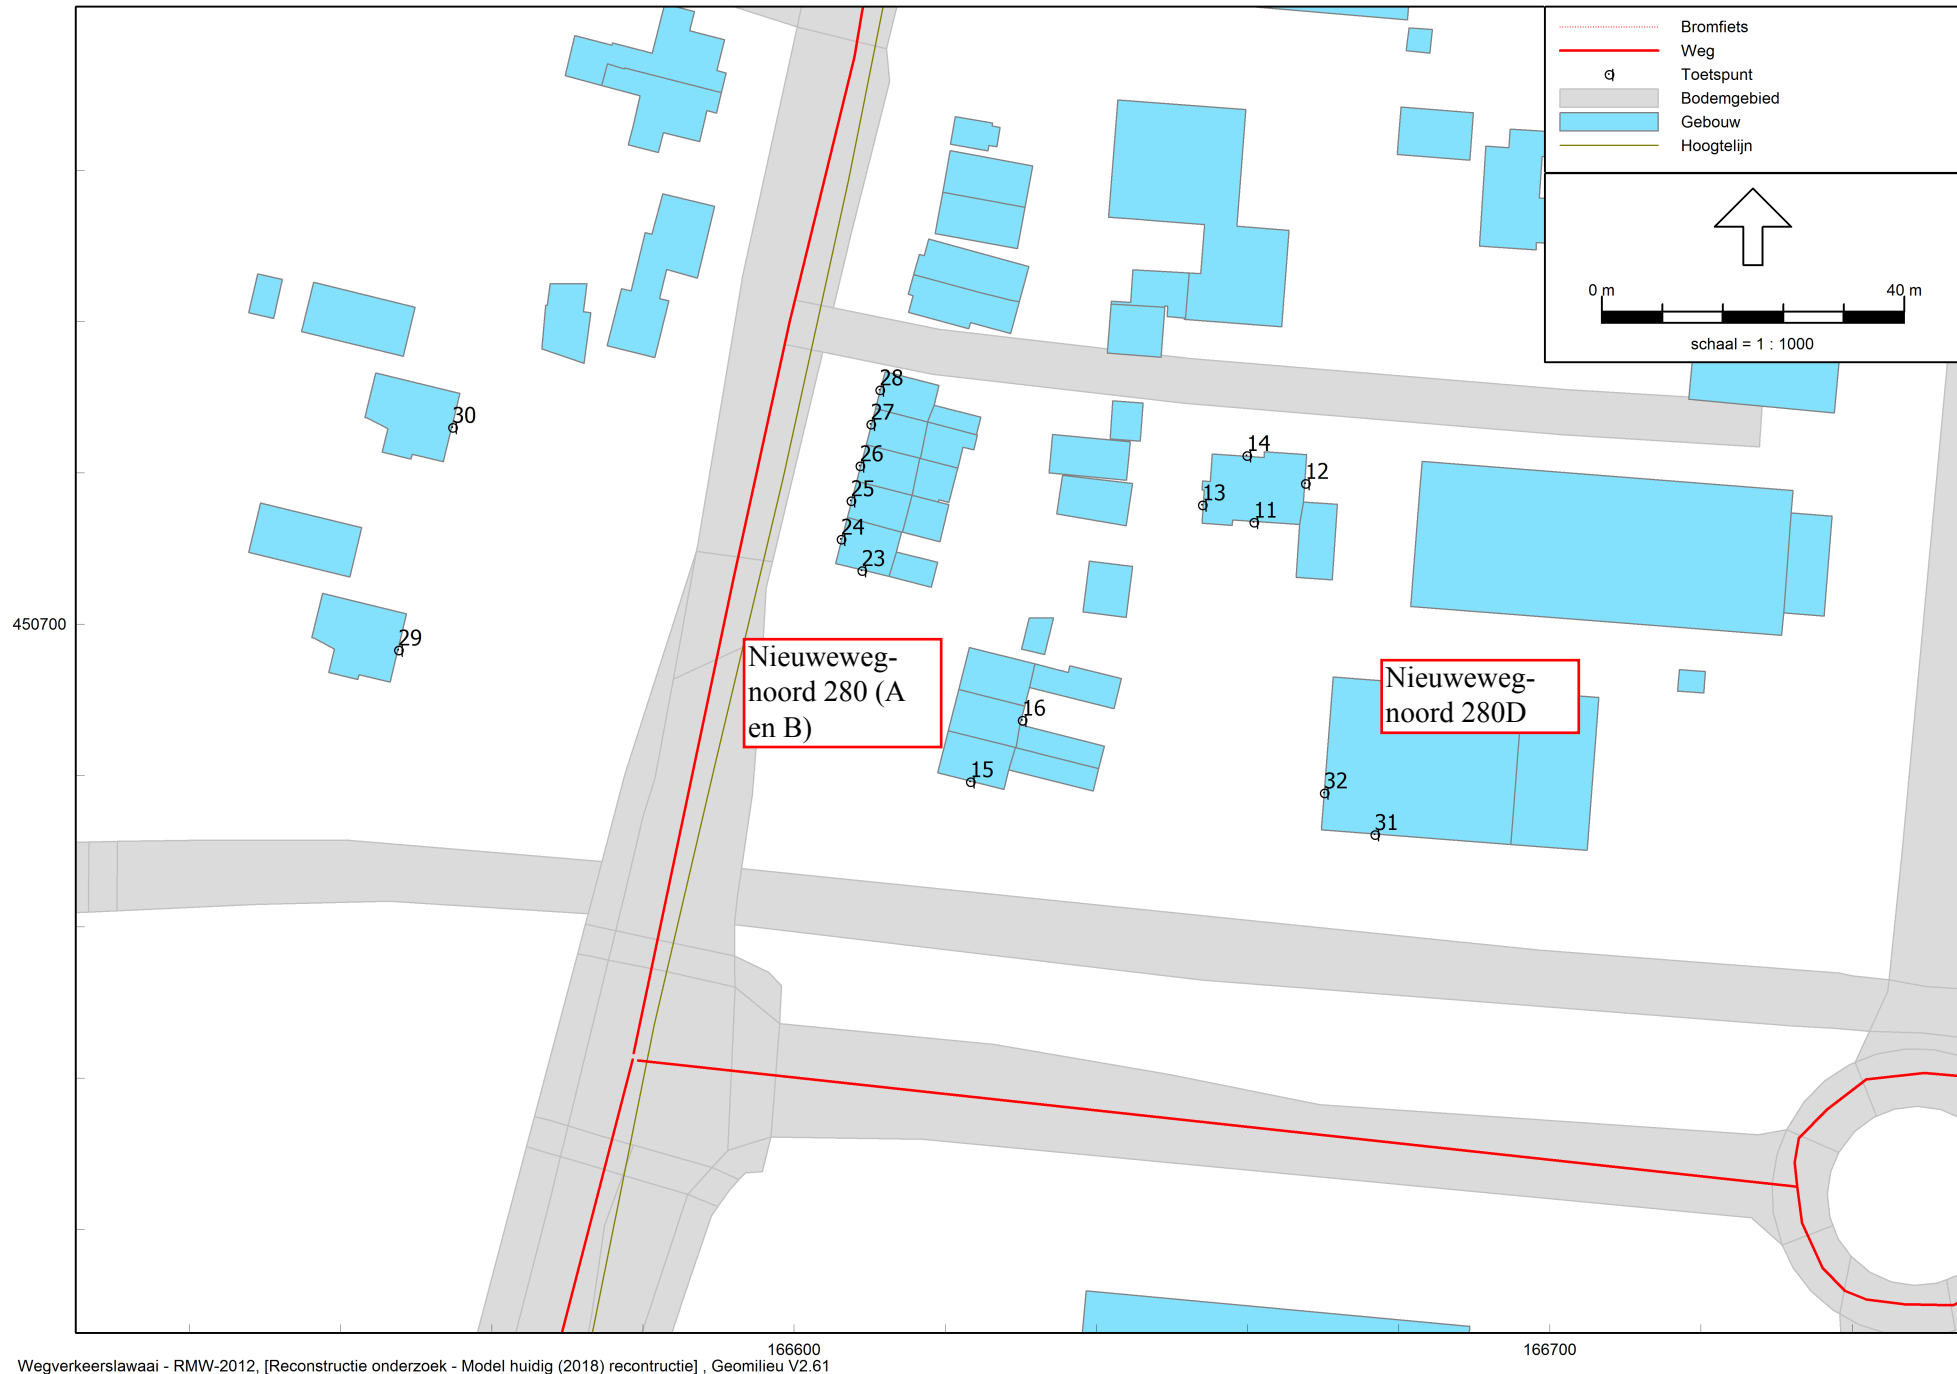 Bromfiets
Weg
Toetspunt
Bodemgebied
Gebouw
Hoogtelijn
0 m 40 m
schaal = 1 : 1000
28
27
26
25
24
23
30
29
14
12
13
11
16
15
32
31
Nieuweweg-
noord 280 (A
en B)
Nieuweweg-
noord 280D
450700
166600 166700
Wegverkeerslawaai - RMW-2012, [Reconstructie onderzoek - Model huidig (2018) recontructie] , Geomilieu V2.61